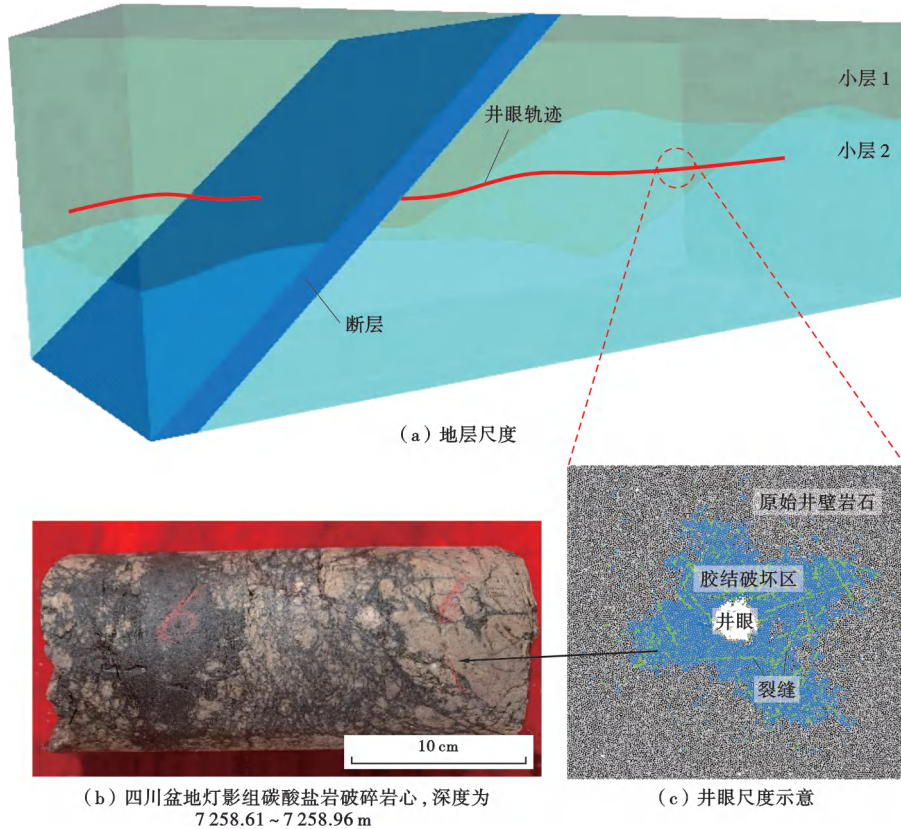 小层 1
井眼轨迹
小层 2
断层
(a)地层尺度
原始井壁岩石
胶结破坏区
井眼
裂缝
10 cm
(b)四川盆地灯影组碳酸盐岩破碎岩心,深度为
7 258.61 ~ 7 258.96 m
(c)井眼尺度示意